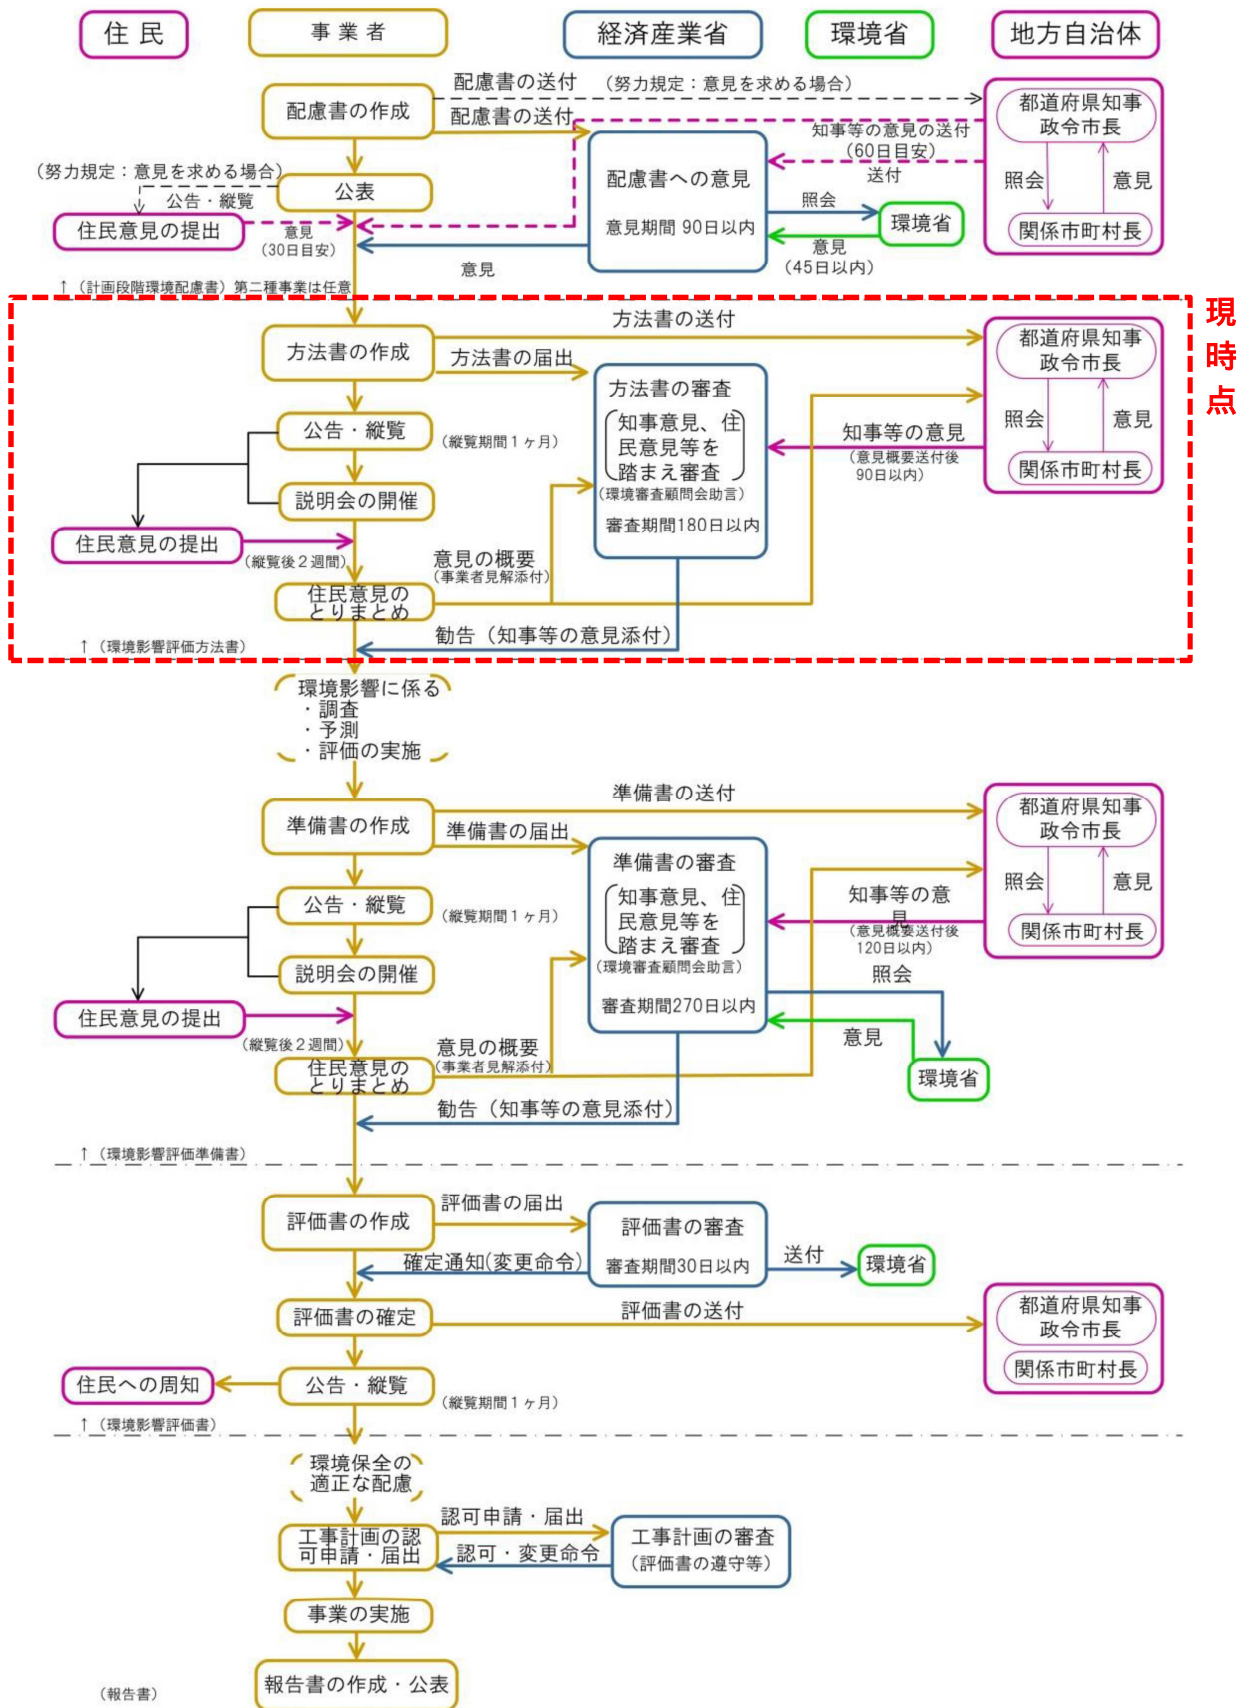 住 民
事 業 者
経済産業省
環境省
地方自治体
配慮書の作成
配慮書の送付
（努力規定：意見を求める場合）
配慮書の送付
都道府県知事
政令市長
知事等の意見の送付
(60日目安)
送付
照会
意見
関係市町村長
配慮書への意見
意見期間 90日以内
照会
環境省
意見
（45日以内）
（努力規定：意見を求める場合）
公告・縦覧
公表
住民意見の提出
意見
（30日目安）
意見
↑（計画段階環境配慮書）第二種事業は任意
現
時
点
方法書の作成
方法書の送付
方法書の届出
都道府県知事
政令市長
照会
意見
関係市町村長
方法書の審査
知事意見、住
民意見等を
踏まえ審査
（環境審査顧問会助言）
審査期間180日以内
知事等の意見
（意見概要送付後
90日以内）
公告・縦覧
（縦覧期間１ヶ月）
説明会の開催
住民意見の提出
（縦覧後２週間）
意見の概要
（事業者見解添付）
住民意見の
とりまとめ
勧告（知事等の意見添付）
↑（環境影響評価方法書）
環境影響に係る
・調査
・予測
・評価の実施
準備書の作成
準備書の送付
準備書の届出
都道府県知事
政令市長
照会
意見
関係市町村長
準備書の審査
知事意見、住
民意見等を
踏まえ審査
（環境審査顧問会助言）
審査期間270日以内
知事等の意
見
（意見概要送付後
120日以内）
照会
意見
環境省
公告・縦覧
（縦覧期間１ヶ月）
説明会の開催
住民意見の提出
（縦覧後２週間）
意見の概要
（事業者見解添付）
住民意見の
とりまとめ
勧告（知事等の意見添付）
↑（環境影響評価準備書）
評価書の作成
評価書の届出
評価書の審査
審査期間30日以内
確定通知(変更命令)
送付
環境省
評価書の確定
評価書の送付
都道府県知事
政令市長
関係市町村長
住民への周知
公告・縦覧
（縦覧期間１ヶ月）
↑（環境影響評価書）
環境保全の
適正な配慮
工事計画の認
可申請・届出
認可申請・届出
認可・変更命令
工事計画の審査
（評価書の遵守等）
事業の実施
報告書の作成・公表
（報告書）